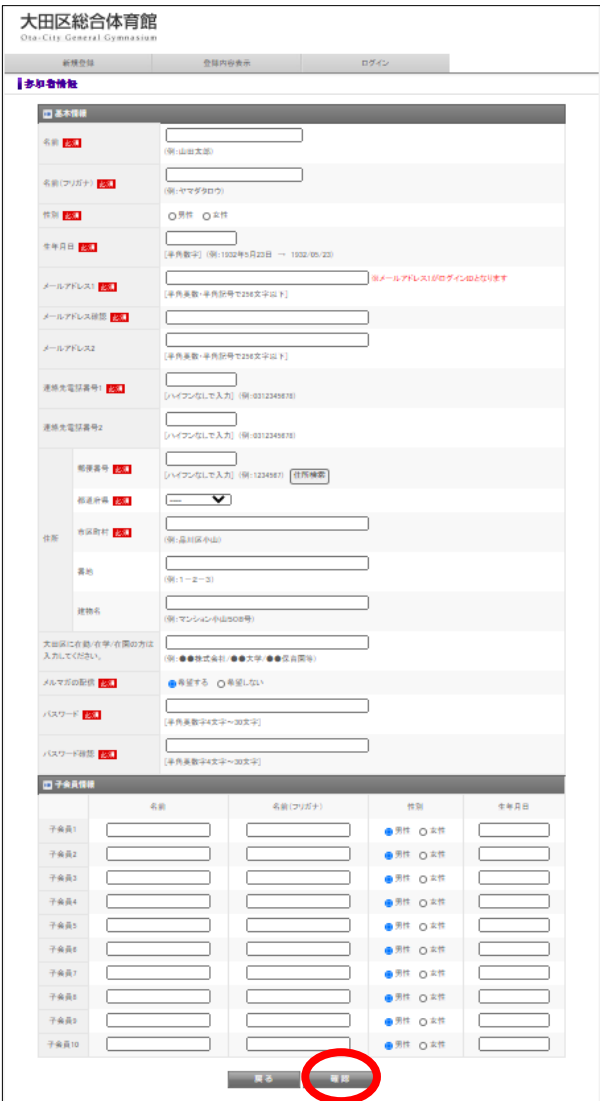 大田区総合体育館
Ota-City General Gymnasium
新規登録 登録内容表示 ログイン
参加者情報
基本情報
名前 必須
(例:山田太郎)
名前(フリガナ) 必須
(例:ヤマダタロウ)
性別 必須 男性 女性
生年月日 必須
[半角数字] (例:1932年5月23日 → 1932/05/23)
メールアドレス1 必須 ※メールアドレス1がログインIDとなります
[半角英数・半角記号で256文字以下]
メールアドレス確認 必須
メールアドレス2
[半角英数・半角記号で256文字以下]
連絡先電話番号1 必須
[ハイフンなしで入力] (例:0312345678)
連絡先電話番号2
[ハイフンなしで入力] (例:0312345678)
住所
郵便番号 必須
[ハイフンなしで入力] (例:1234567) 住所検索
都道府県 必須 ----
市区町村 必須
(例:品川区小山)
番地
(例:1-2-3)
建物名
(例:マンション小山508号)
大田区に在勤/在学/在園の方は
入力してください。
(例:●●株式会社/●●大学/●●保育園等)
メルマガの配信 必須 希望する 希望しない
パスワード 必須
[半角英数字4文字~30文字]
パスワード確認 必須
[半角英数字4文字~30文字]
子会員情報
名前 名前(フリガナ) 性別 生年月日
子会員1 男性 女性
子会員2 男性 女性
子会員3 男性 女性
子会員4 男性 女性
子会員5 男性 女性
子会員6 男性 女性
子会員7 男性 女性
子会員8 男性 女性
子会員9 男性 女性
子会員10 男性 女性
戻る 確認